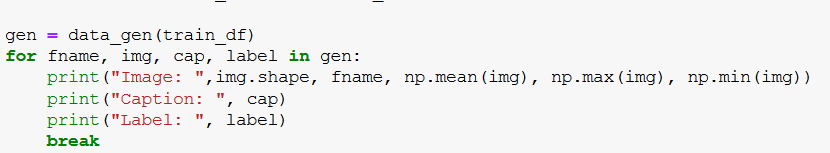 gen = data_gen(train_df)
for fname, img, cap, label in gen:
    print("Image: ",img.shape, fname, np.mean(img), np.max(img), np.min(img))
    print("Caption: ", cap)
    print("Label: ", label)
    break